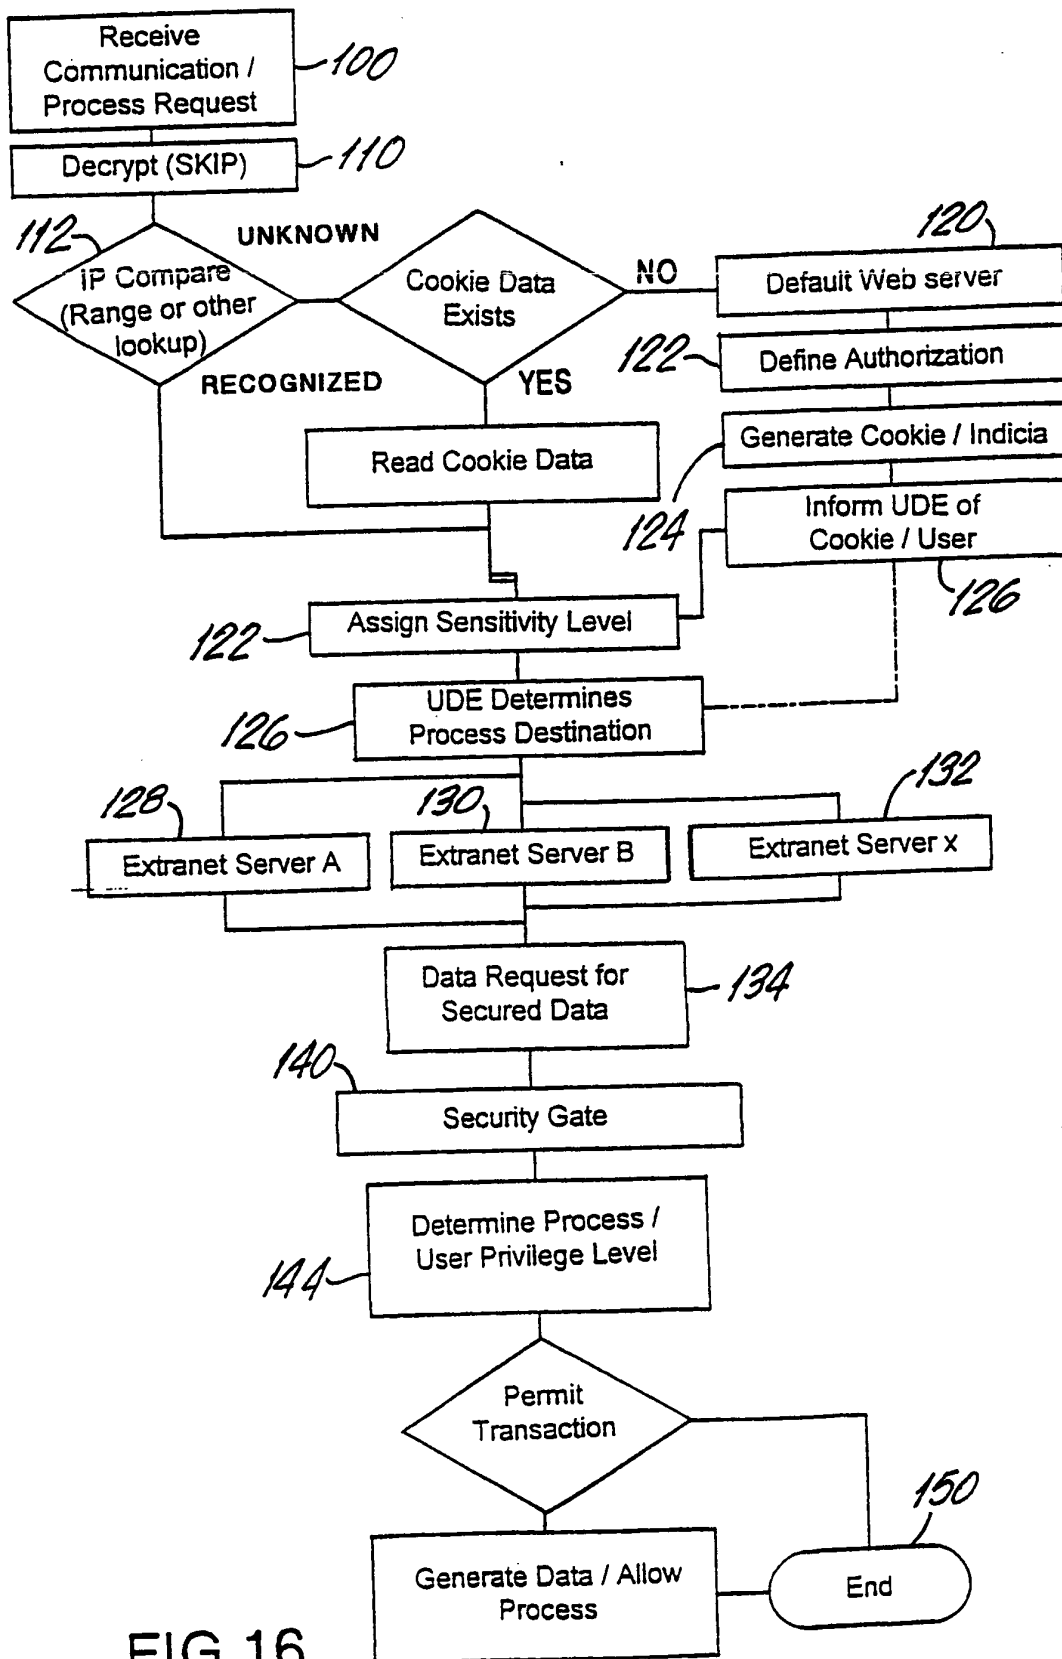 Receive
Communication /
Process Request
100
Decrypt (SKIP)
110
112
IP Compare
(Range or other
lookup)
UNKNOWN
RECOGNIZED
Cookie Data
Exists
NO
YES
120
Default Web server
122
Define Authorization
Generate Cookie / Indicia
124
Read Cookie Data
Inform UDE of
Cookie / User
126
122
Assign Sensitivity Level
126
UDE Determines
Process Destination
128
Extranet Server A
130
Extranet Server B
132
Extranet Server x
Data Request for
Secured Data
134
140
Security Gate
Determine Process /
User Privilege Level
144
Permit
Transaction
150
Generate Data / Allow
Process
End
FIG.16